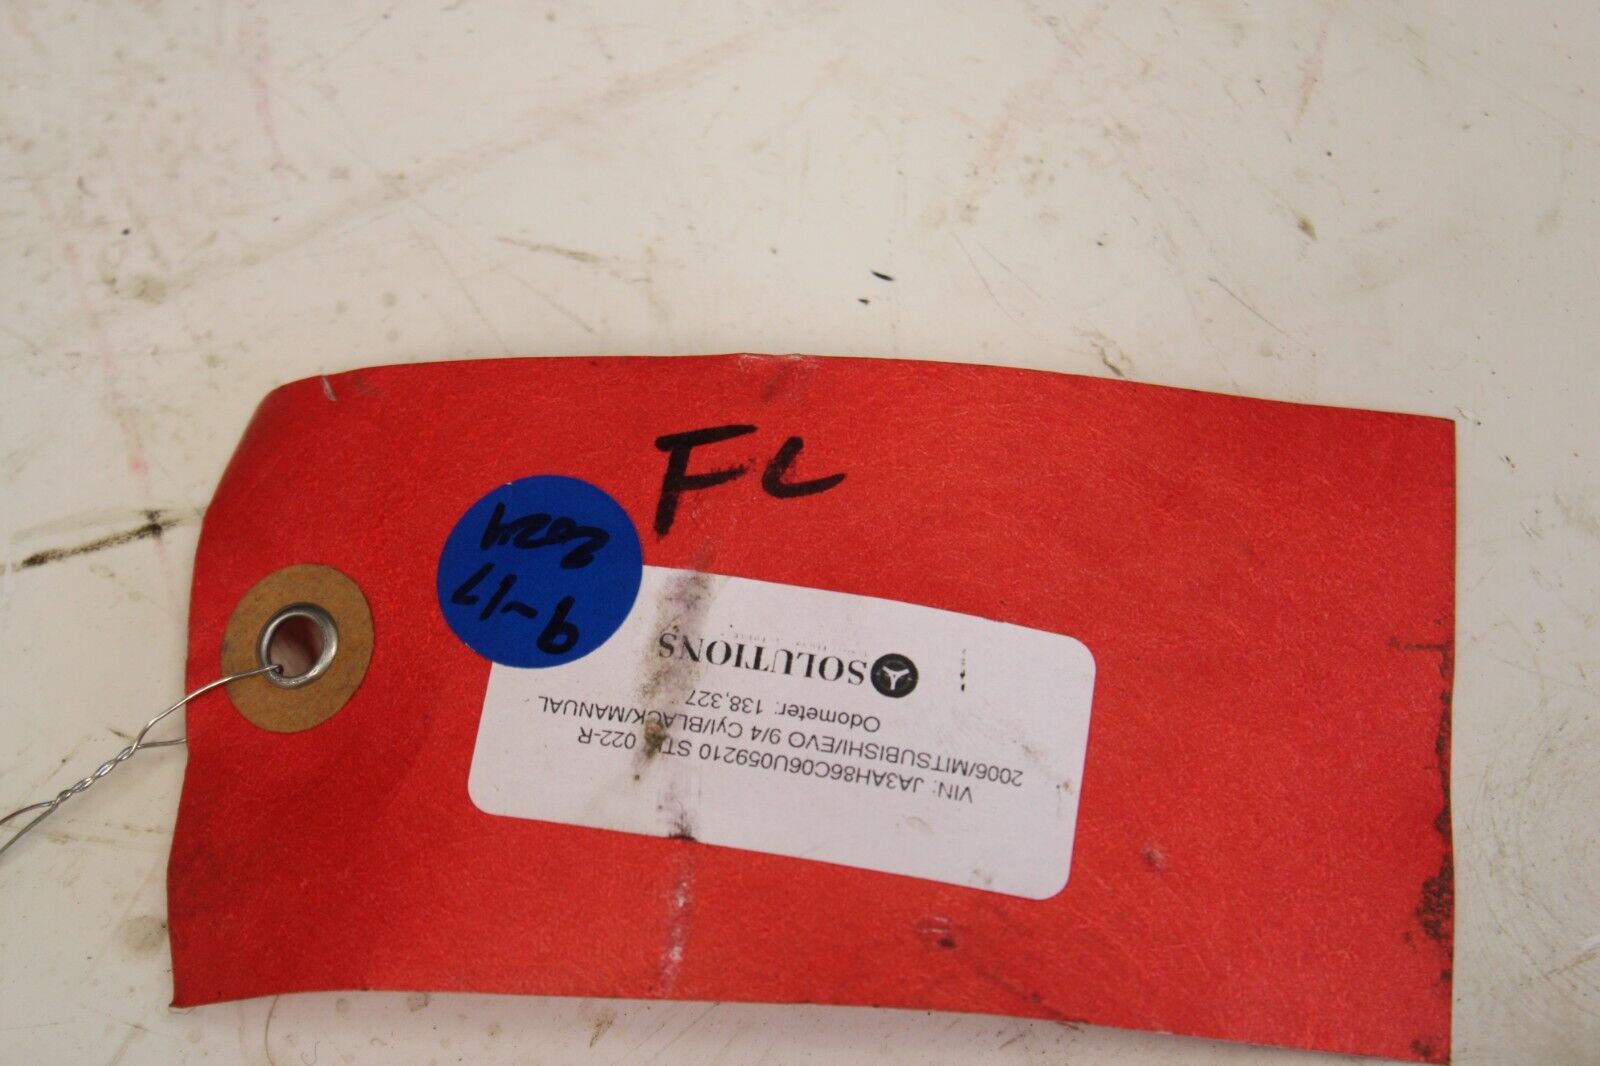 FL
9-17
2024
VIN: JA3AH86C06U059210 ST 022-R
2006/MITSUBISHI/EVO 9/4 Cyl/BLACK/MANUAL
Odometer: 138,327
SOLUTIONS